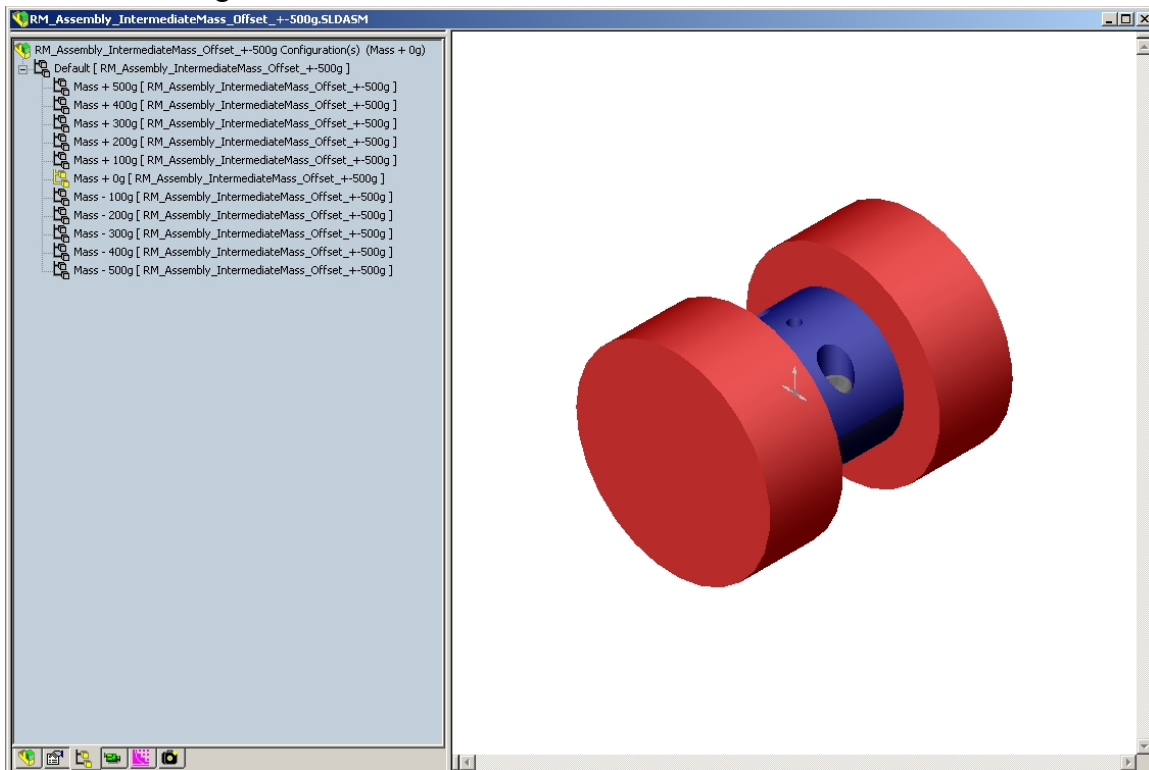 RM_Assembly_IntermediateMass_Offset_+-500g.SLDASM
RM_Assembly_IntermediateMass_Offset_+-500g Configuration(s) (Mass + 0g)
Default [ RM_Assembly_IntermediateMass_Offset_+-500g ]
Mass + 500g [ RM_Assembly_IntermediateMass_Offset_+-500g ]
Mass + 400g [ RM_Assembly_IntermediateMass_Offset_+-500g ]
Mass + 300g [ RM_Assembly_IntermediateMass_Offset_+-500g ]
Mass + 200g [ RM_Assembly_IntermediateMass_Offset_+-500g ]
Mass + 100g [ RM_Assembly_IntermediateMass_Offset_+-500g ]
Mass + 0g [ RM_Assembly_IntermediateMass_Offset_+-500g ]
Mass - 100g [ RM_Assembly_IntermediateMass_Offset_+-500g ]
Mass - 200g [ RM_Assembly_IntermediateMass_Offset_+-500g ]
Mass - 300g [ RM_Assembly_IntermediateMass_Offset_+-500g ]
Mass - 400g [ RM_Assembly_IntermediateMass_Offset_+-500g ]
Mass - 500g [ RM_Assembly_IntermediateMass_Offset_+-500g ]